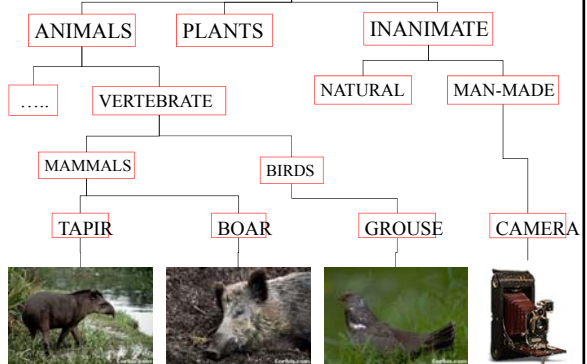 ANIMALS PLANTS INANIMATE
….. VERTEBRATE NATURAL MAN-MADE
MAMMALS BIRDS
TAPIR BOAR GROUSE CAMERA